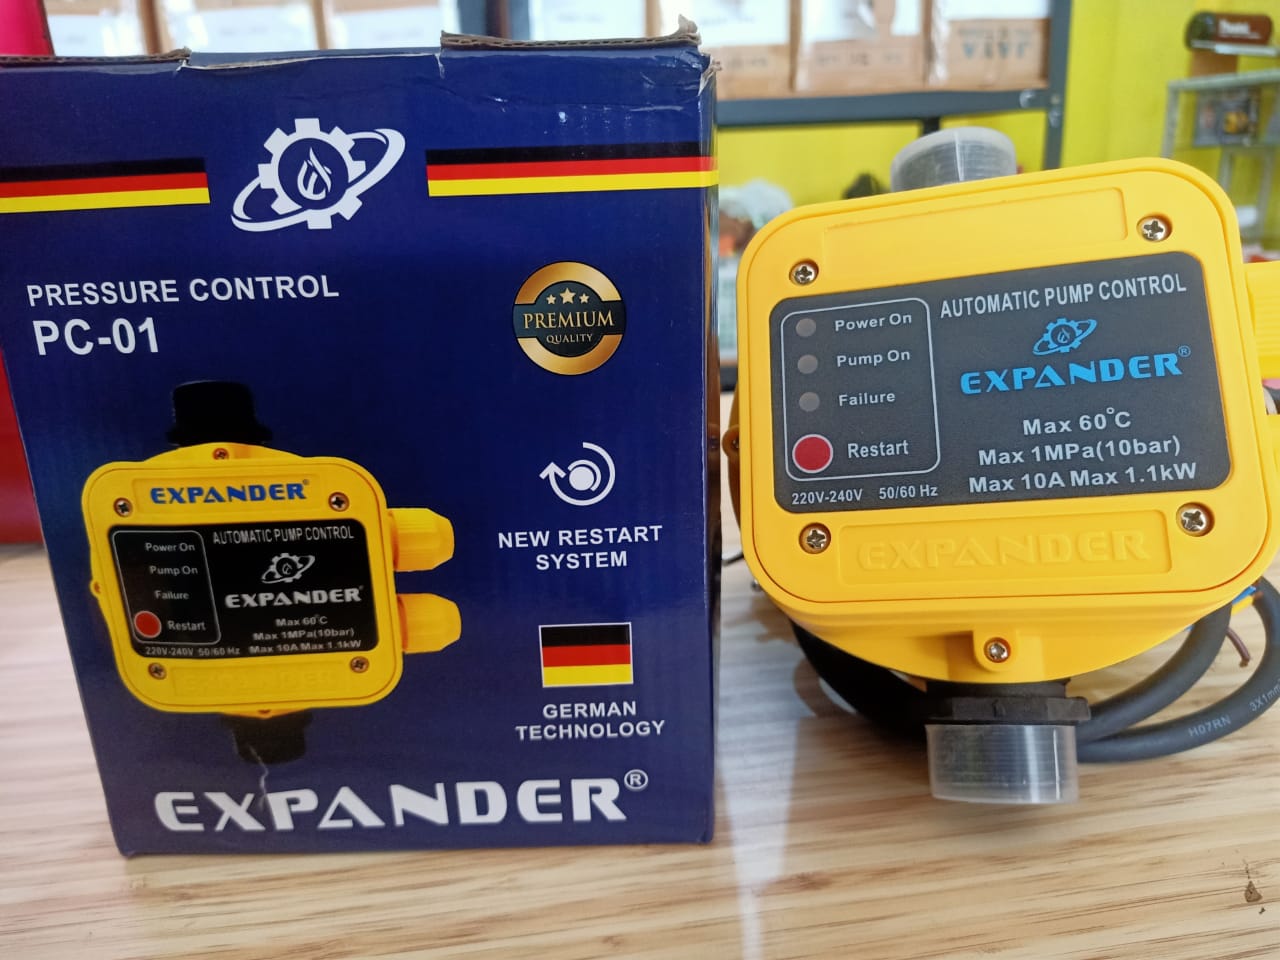 PRESSURE CONTROL
PC-01
PREMIUM
QUALITY
NEW RESTART
SYSTEM
GERMAN
TECHNOLOGY
EXPANDER®
EXPANDER®
AUTOMATIC PUMP CONTROL
Power On
Pump On
Failure
Restart
EXPANDER®
Max 60°C
Max 1MPa(10bar)
Max 10A Max 1.1kW
220V-240V 50/60 Hz
AUTOMATIC PUMP CONTROL
Power On
Pump On
Failure
Restart
EXPANDER®
Max 60°C
Max 1MPa(10bar)
Max 10A Max 1.1kW
220V-240V 50/60 Hz
EXPANDER
H07RN 3X1m